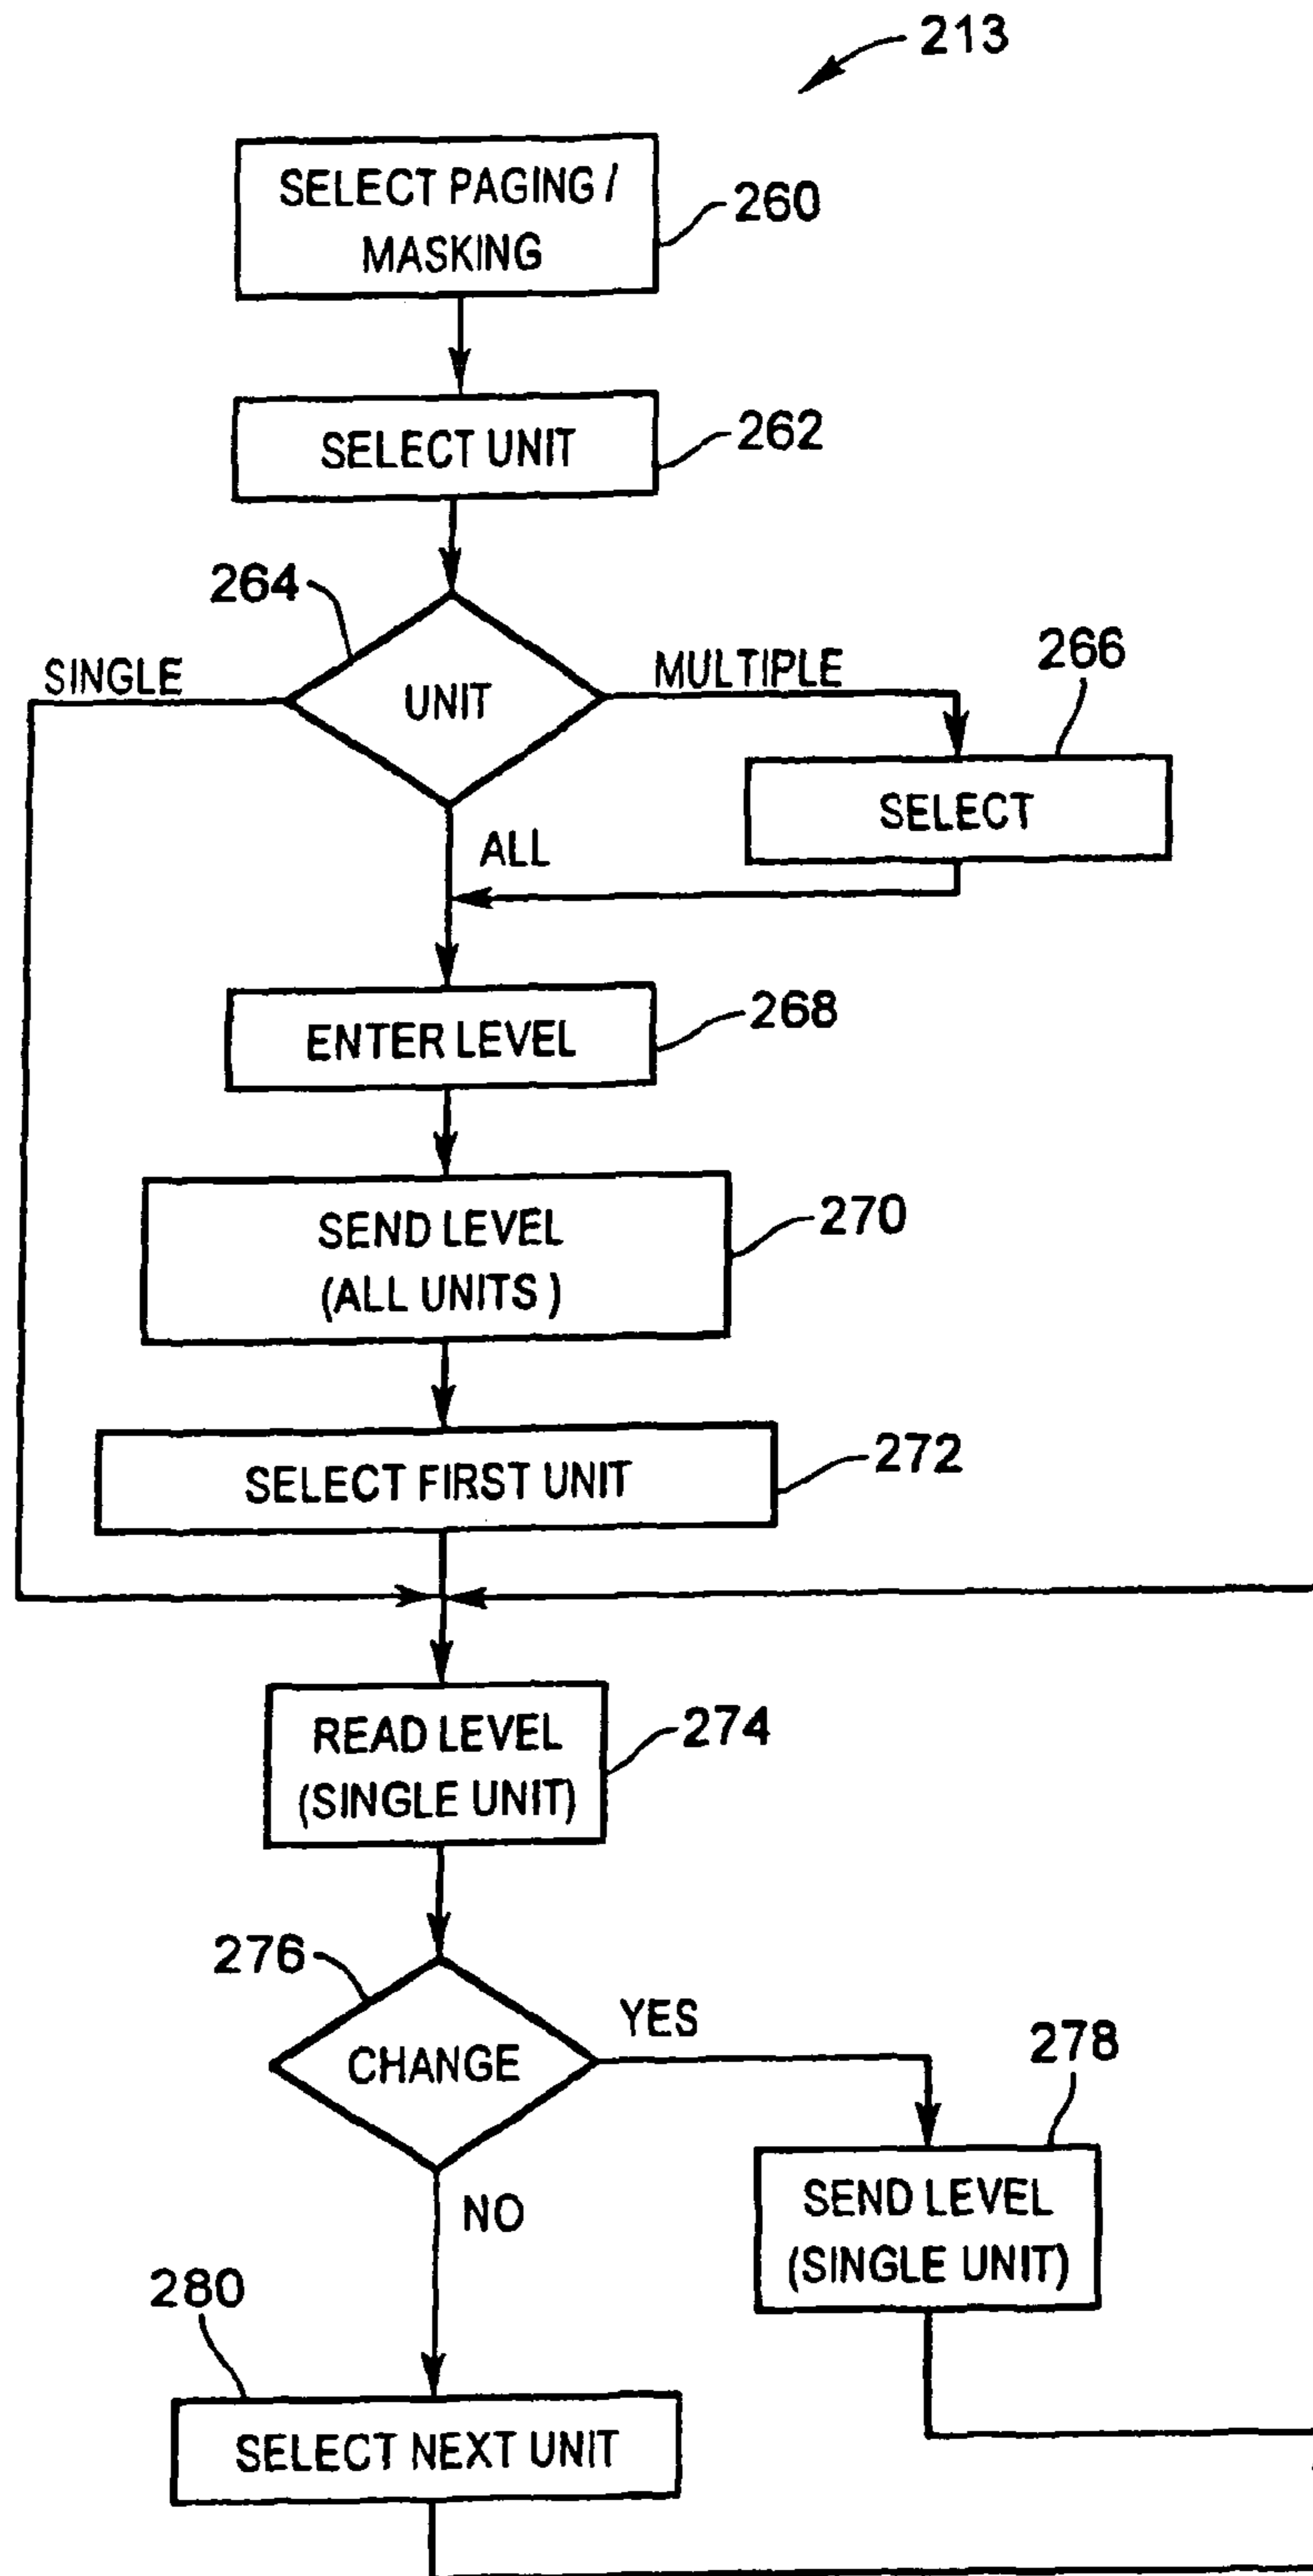 213
SELECT PAGING /
MASKING
260
SELECT UNIT
262
264
SINGLE
UNIT
MULTIPLE
266
SELECT
ALL
ENTER LEVEL
268
SEND LEVEL
(ALL UNITS )
270
SELECT FIRST UNIT
272
READ LEVEL
(SINGLE UNIT)
274
276
CHANGE
YES
278
NO
SEND LEVEL
(SINGLE UNIT)
280
SELECT NEXT UNIT